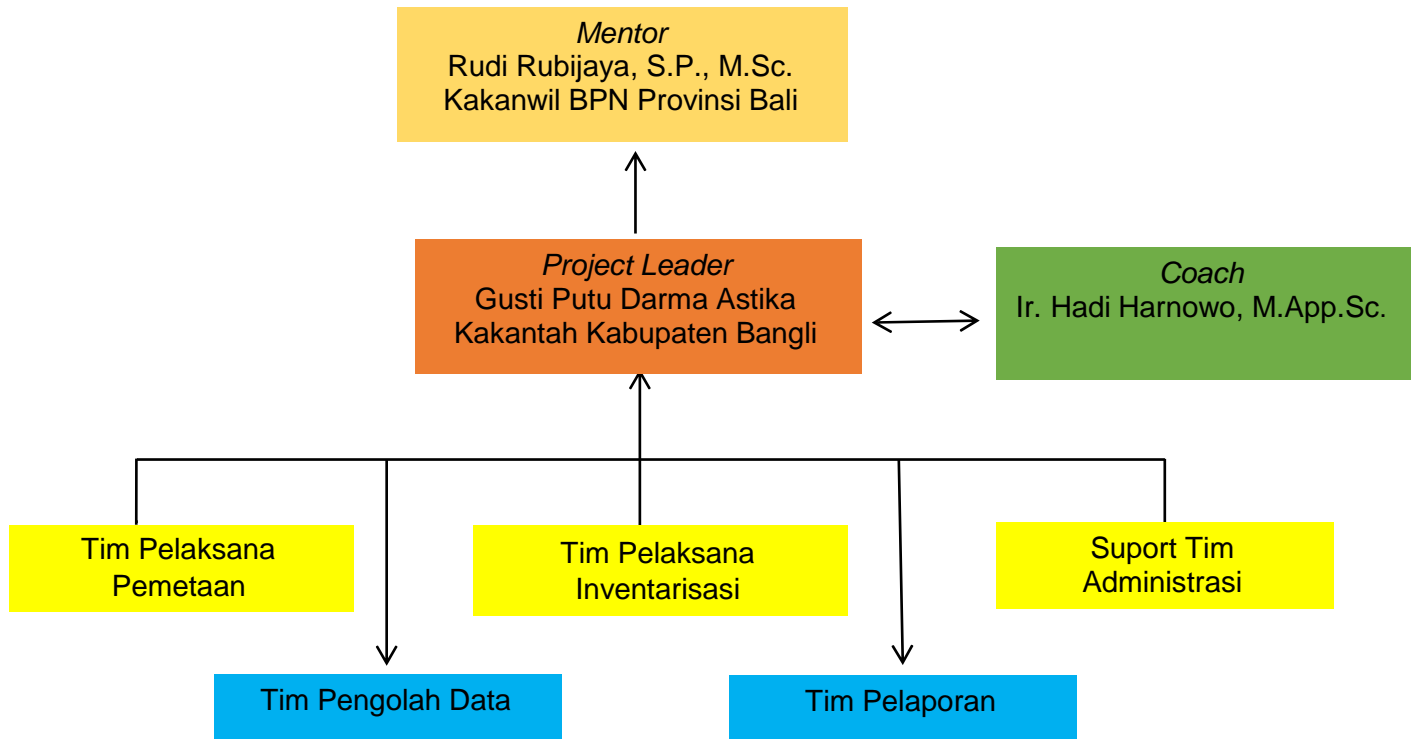 Mentor
Rudi Rubijaya, S.P., M.Sc.
Kakanwil BPN Provinsi Bali
Project Leader
Gusti Putu Darma Astika
Kakantah Kabupaten Bangli
Coach
Ir. Hadi Harnowo, M.App.Sc.
Tim Pelaksana
Pemetaan
Tim Pelaksana
Inventarisasi
Suport Tim
Administrasi
Tim Pengolah Data
Tim Pelaporan